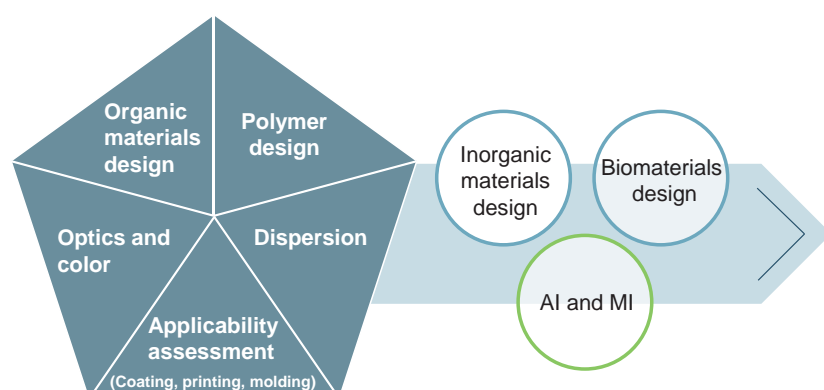 Organic
materials
design
Polymer
design
Optics and
color
Dispersion
Applicability
assessment
(Coating, printing, molding)
Inorganic
materials
design
Biomaterials
design
AI and MI